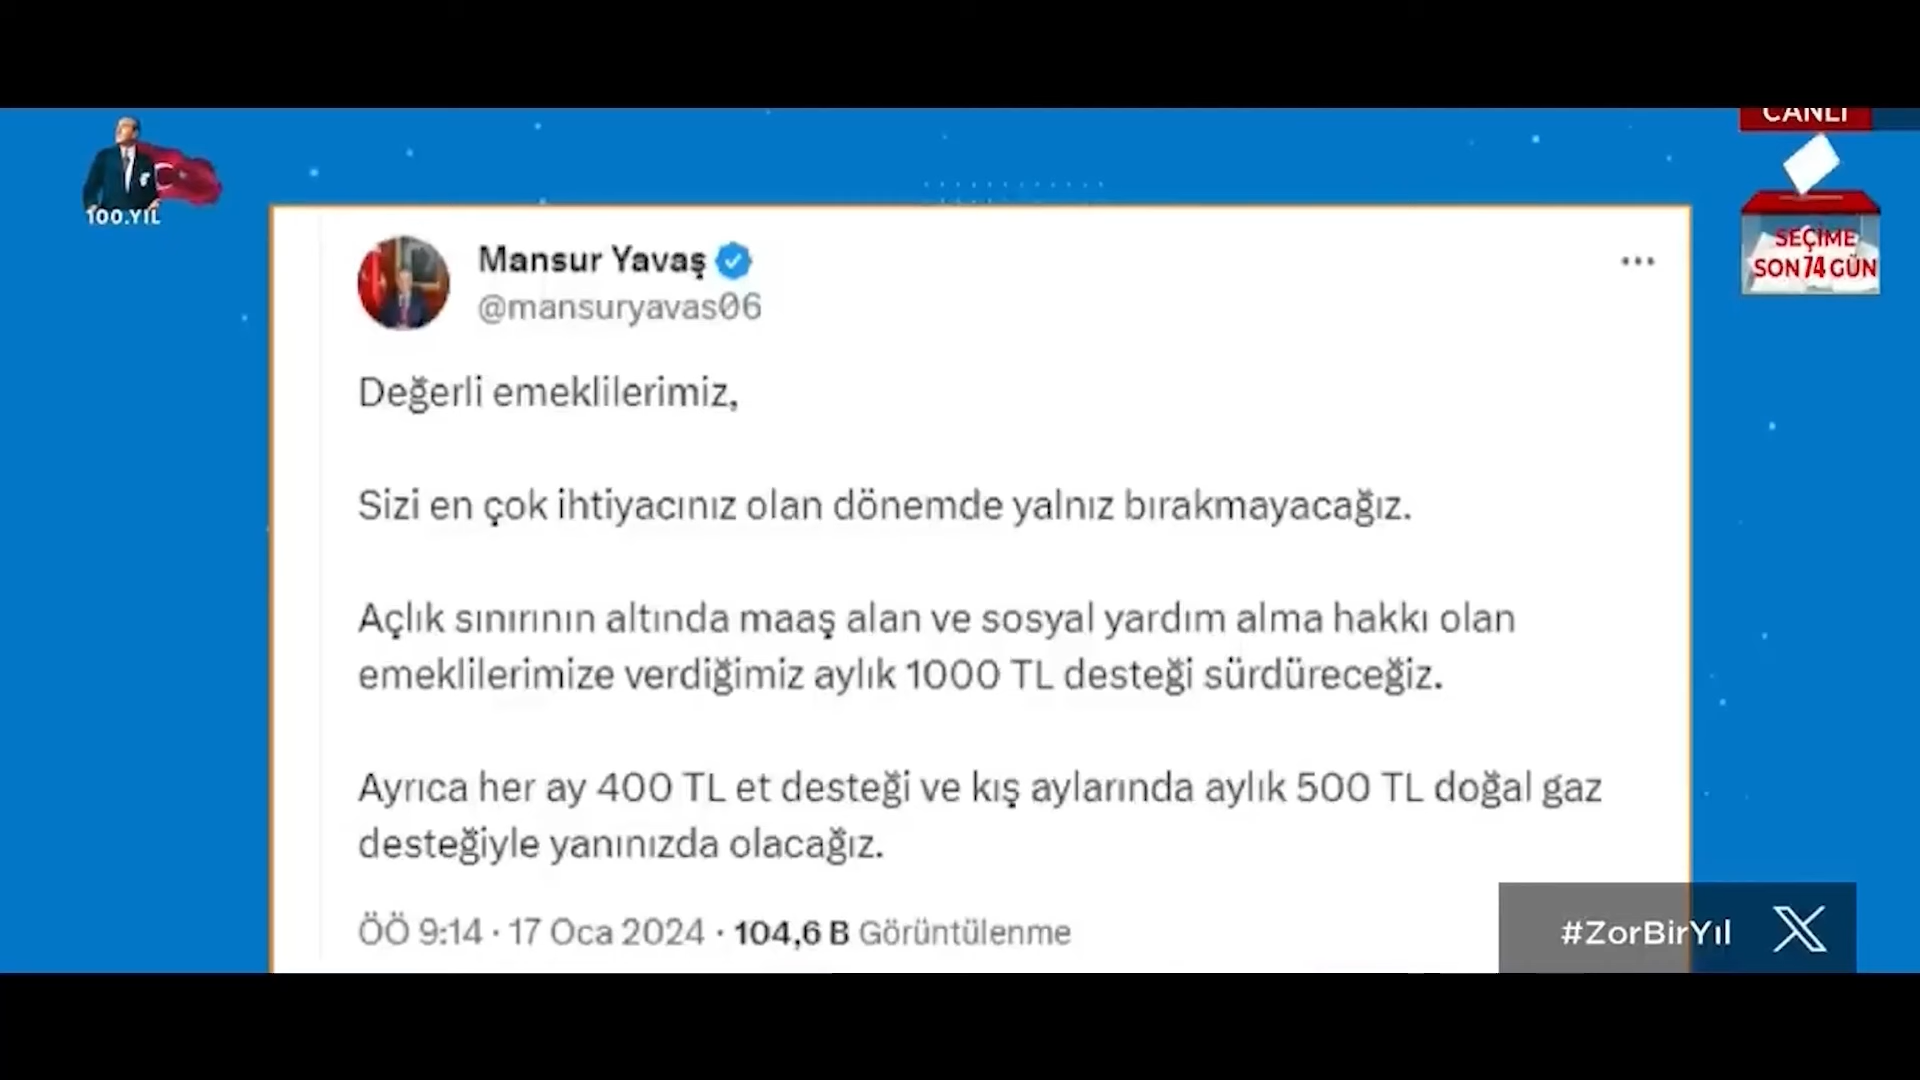 CANLI
100.YIL
SEÇİME
SON 74 GÜN
Mansur Yavaş
@mansuryavas06
Değerli emeklilerimiz,
Sizi en çok ihtiyacınız olan dönemde yalnız bırakmayacağız.
Açlık sınırının altında maaş alan ve sosyal yardım alma hakkı olan
emeklilerimize verdiğimiz aylık 1000 TL desteği sürdüreceğiz.
Ayrıca her ay 400 TL et desteği ve kış aylarında aylık 500 TL doğal gaz
desteğiyle yanınızda olacağız.
ÖÖ 9:14 · 17 Oca 2024 · 104,6 B Görüntülenme
#ZorBirYıl